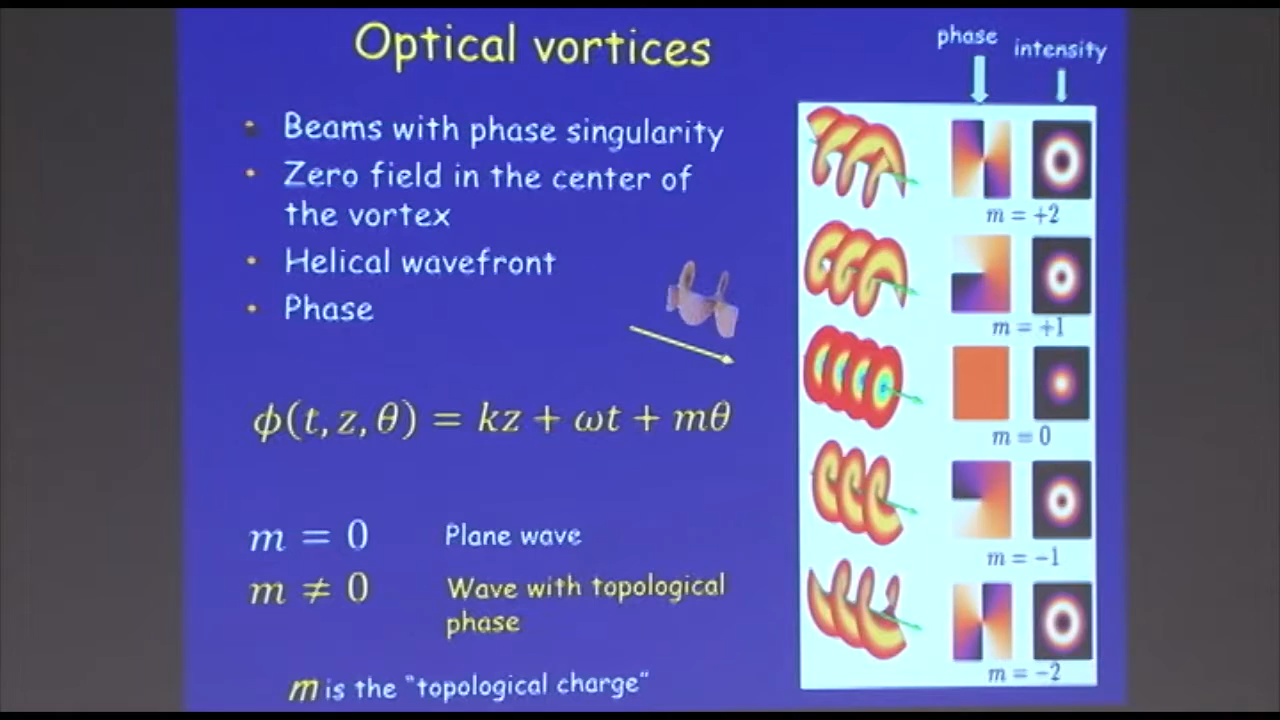 Optical vortices
phase intensity
• Beams with phase singularity
• Zero field in the center of
the vortex
• Helical wavefront
• Phase
ϕ(t, z, θ) = kz + ωt + mθ
m = 0 Plane wave
m ≠ 0 Wave with topological
phase
m is the "topological charge"
m = +2
m = +1
m = 0
m = −1
m = −2